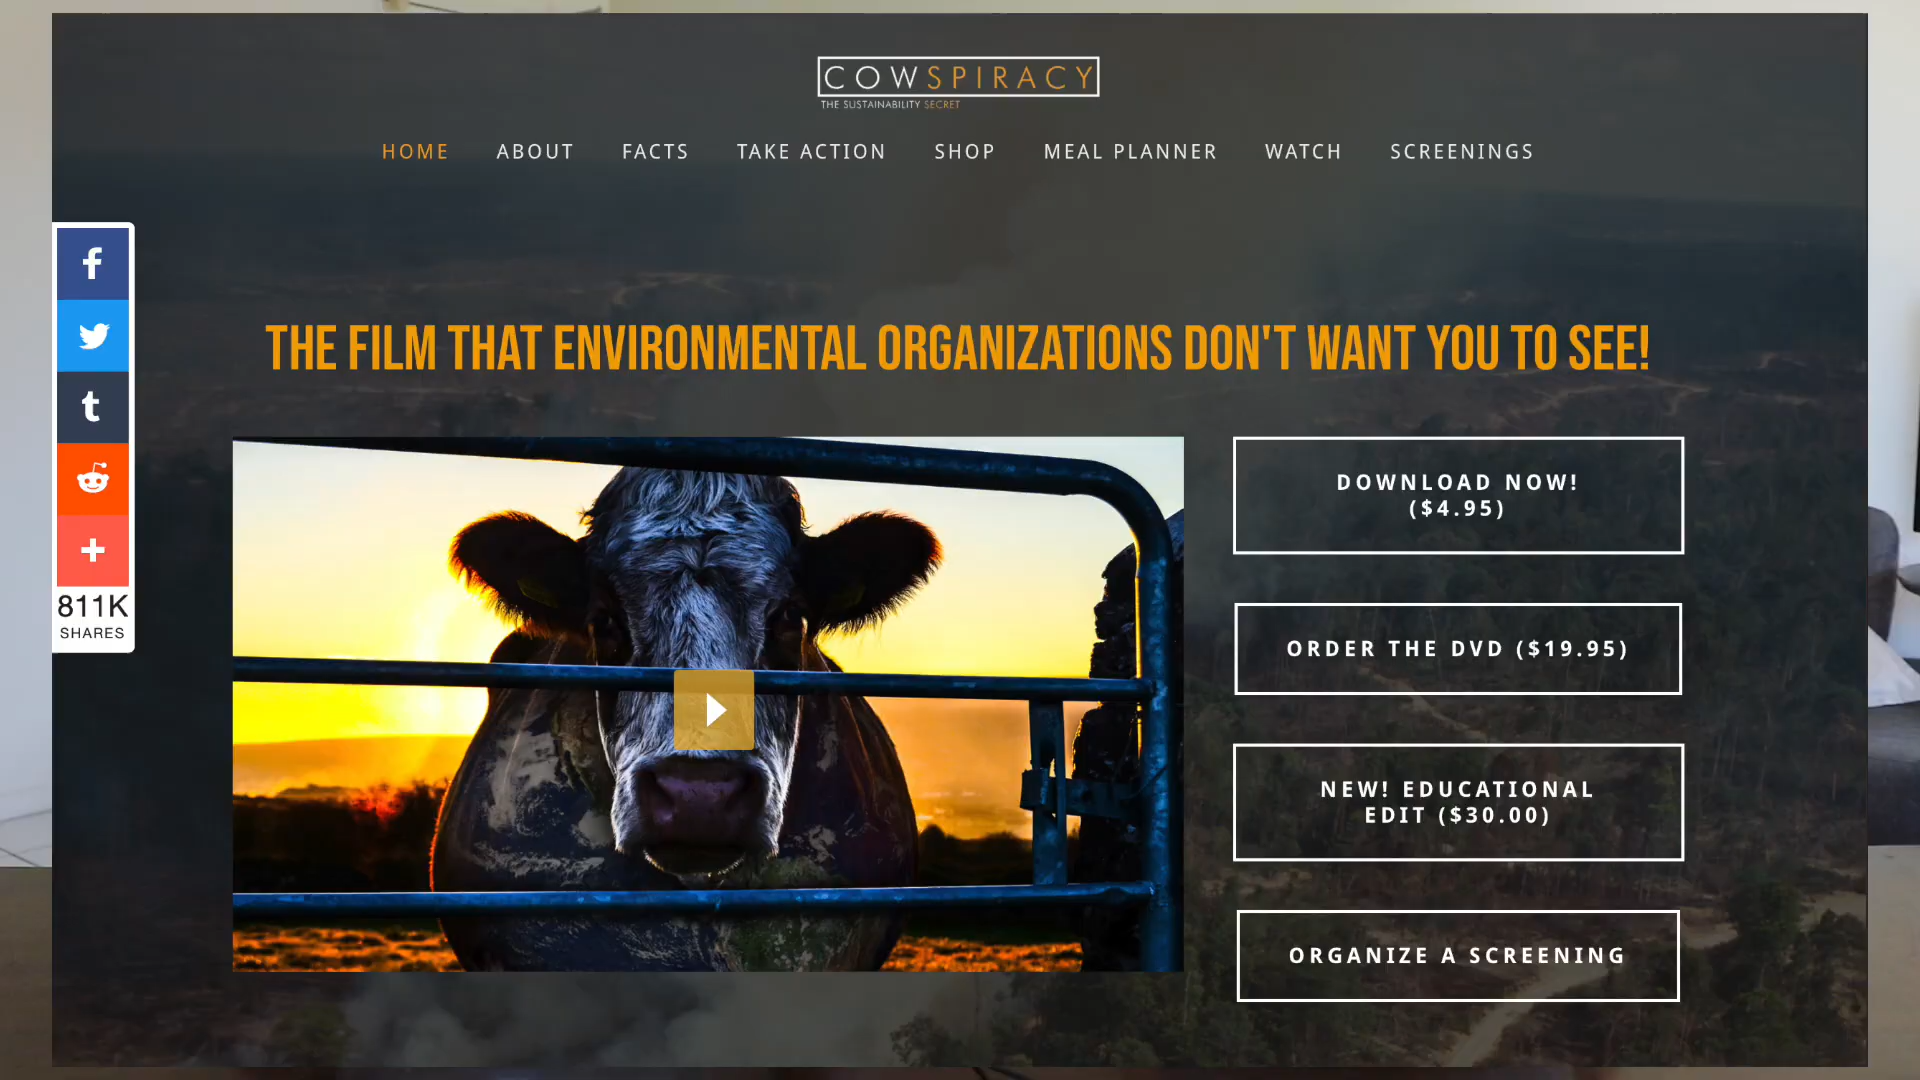 COWSPIRACY
THE SUSTAINABILITY SECRET
HOME ABOUT FACTS TAKE ACTION SHOP MEAL PLANNER WATCH SCREENINGS
THE FILM THAT ENVIRONMENTAL ORGANIZATIONS DON'T WANT YOU TO SEE!
811K
SHARES
DOWNLOAD NOW!
($4.95)
ORDER THE DVD ($19.95)
NEW! EDUCATIONAL
EDIT ($30.00)
ORGANIZE A SCREENING